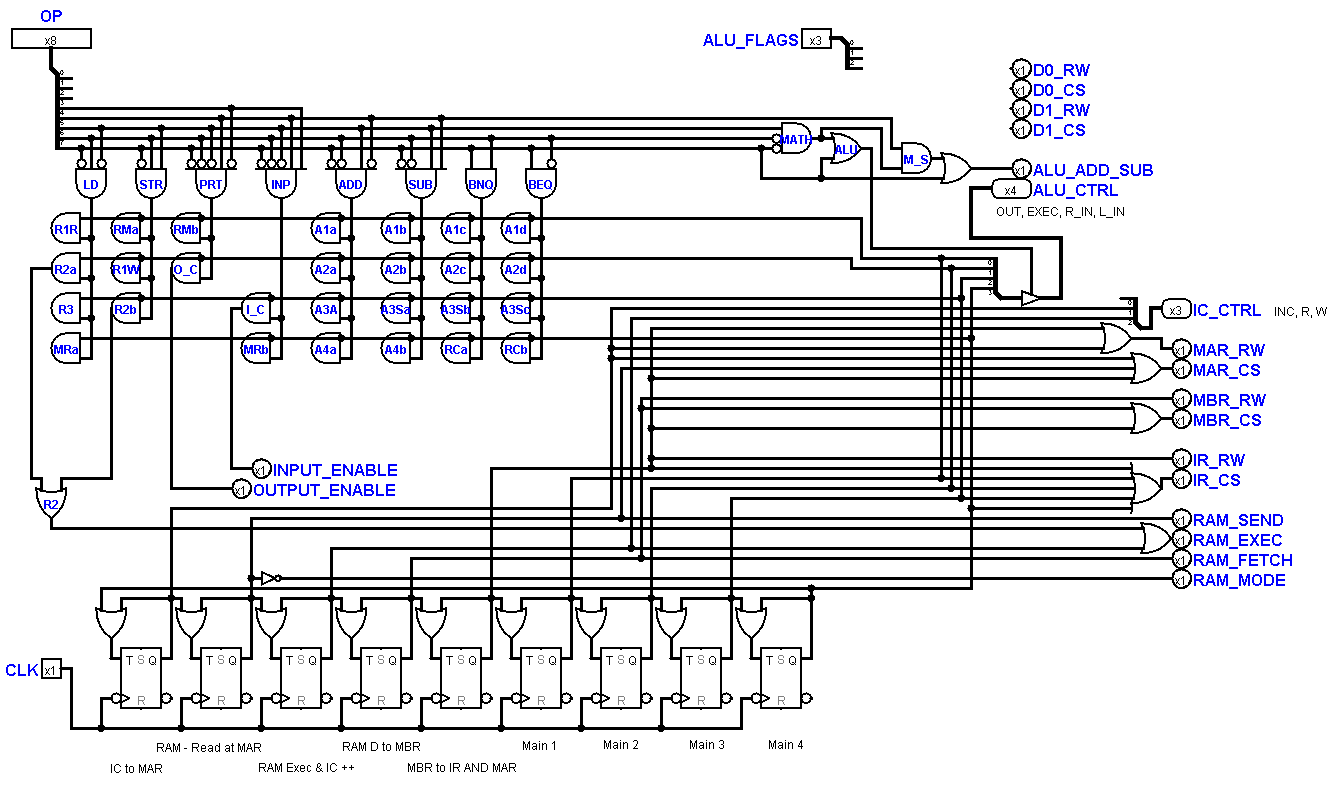 OP
x8
ALU_FLAGS x3
x1 D0_RW
x1 D0_CS
x1 D1_RW
x1 D1_CS
MATH
ALU
M_S
x1 ALU_ADD_SUB
x4 ALU_CTRL
OUT, EXEC, R_IN, L_IN
LD STR PRT INP ADD SUB BNQ BEQ
R1R RMa RMb A1a A1b A1c A1d
R2a R1W O_C A2a A2b A2c A2d
R3 R2b I_C A3A A3Sa A3Sb A3Sc
MRa MRb A4a A4b RCa RCb
x3 IC_CTRL INC, R, W
x1 MAR_RW
x1 MAR_CS
x1 MBR_RW
x1 MBR_CS
x1 IR_RW
x1 IR_CS
x1 INPUT_ENABLE
x1 OUTPUT_ENABLE
R2
x1 RAM_SEND
x1 RAM_EXEC
x1 RAM_FETCH
x1 RAM_MODE
T S Q T S Q T S Q T S Q T S Q T S Q T S Q T S Q T S Q
CLK x1
R R R R R R R R R
RAM - Read at MAR RAM D to MBR Main 1 Main 2 Main 3 Main 4
IC to MAR RAM Exec & IC ++ MBR to IR AND MAR